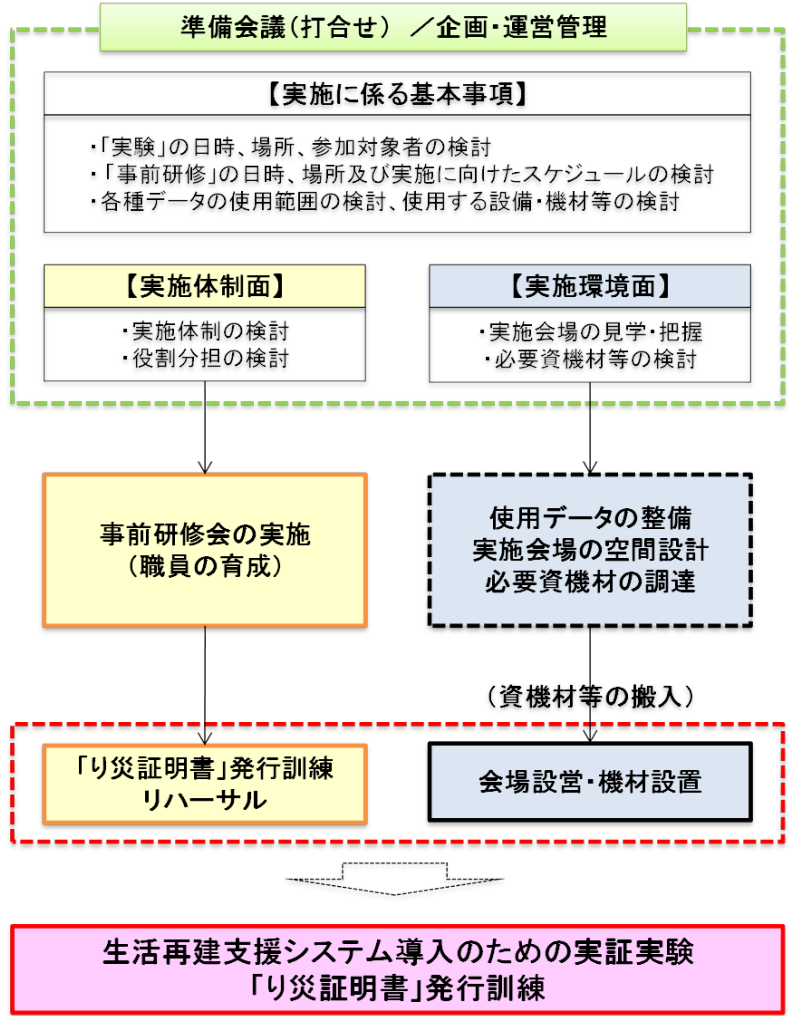 準備会議(打合せ) /企画・運営管理
【実施に係る基本事項】
・「実験」の日時、場所、参加対象者の検討
・「事前研修」の日時、場所及び実施に向けたスケジュールの検討
・各種データの使用範囲の検討、使用する設備・機材等の検討
【実施体制面】
・実施体制の検討
・役割分担の検討
【実施環境面】
・実施会場の見学・把握
・必要資機材等の検討
事前研修会の実施
(職員の育成)
使用データの整備
実施会場の空間設計
必要資機材の調達
(資機材等の搬入)
「り災証明書」発行訓練
リハーサル
会場設営・機材設置
生活再建支援システム導入のための実証実験
「り災証明書」発行訓練